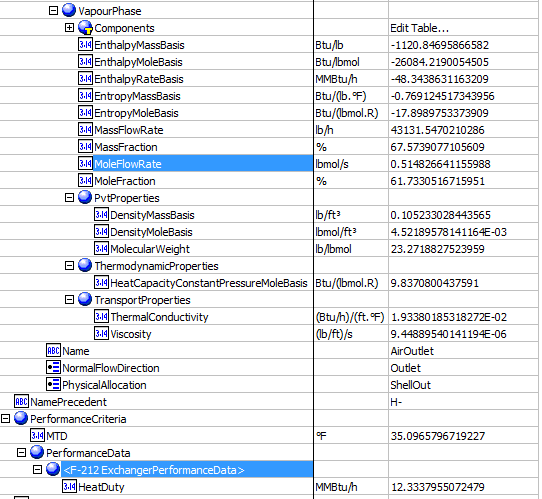 VapourPhase
Components Edit Table...
EnthalpyMassBasis Btu/lb -1120.84695866582
EnthalpyMoleBasis Btu/lbmol -26084.2190054505
EnthalpyRateBasis MMBtu/h -48.3438631163209
EntropyMassBasis Btu/(lb.°F) -0.769124517343956
EntropyMoleBasis Btu/(lbmol.R) -17.8989753373909
MassFlowRate lb/h 43131.5470210286
MassFraction % 67.5739077105609
MoleFlowRate lbmol/s 0.514826641155988
MoleFraction % 61.7330516715951
PvtProperties
DensityMassBasis lb/ft³ 0.105233028443565
DensityMoleBasis lbmol/ft³ 4.52189578141164E-03
MolecularWeight lb/lbmol 23.2718827523959
ThermodynamicProperties
HeatCapacityConstantPressureMoleBasis Btu/(lbmol.R) 9.8370800437591
TransportProperties
ThermalConductivity (Btu/h)/(ft.°F) 1.93380185318272E-02
Viscosity (lb/ft)/s 9.44889540141194E-06
Name AirOutlet
NormalFlowDirection Outlet
PhysicalAllocation ShellOut
NamePrecedent H-
PerformanceCriteria
MTD °F 35.0965796719227
PerformanceData
<F-212 ExchangerPerformanceData>
HeatDuty MMBtu/h 12.3337955072479